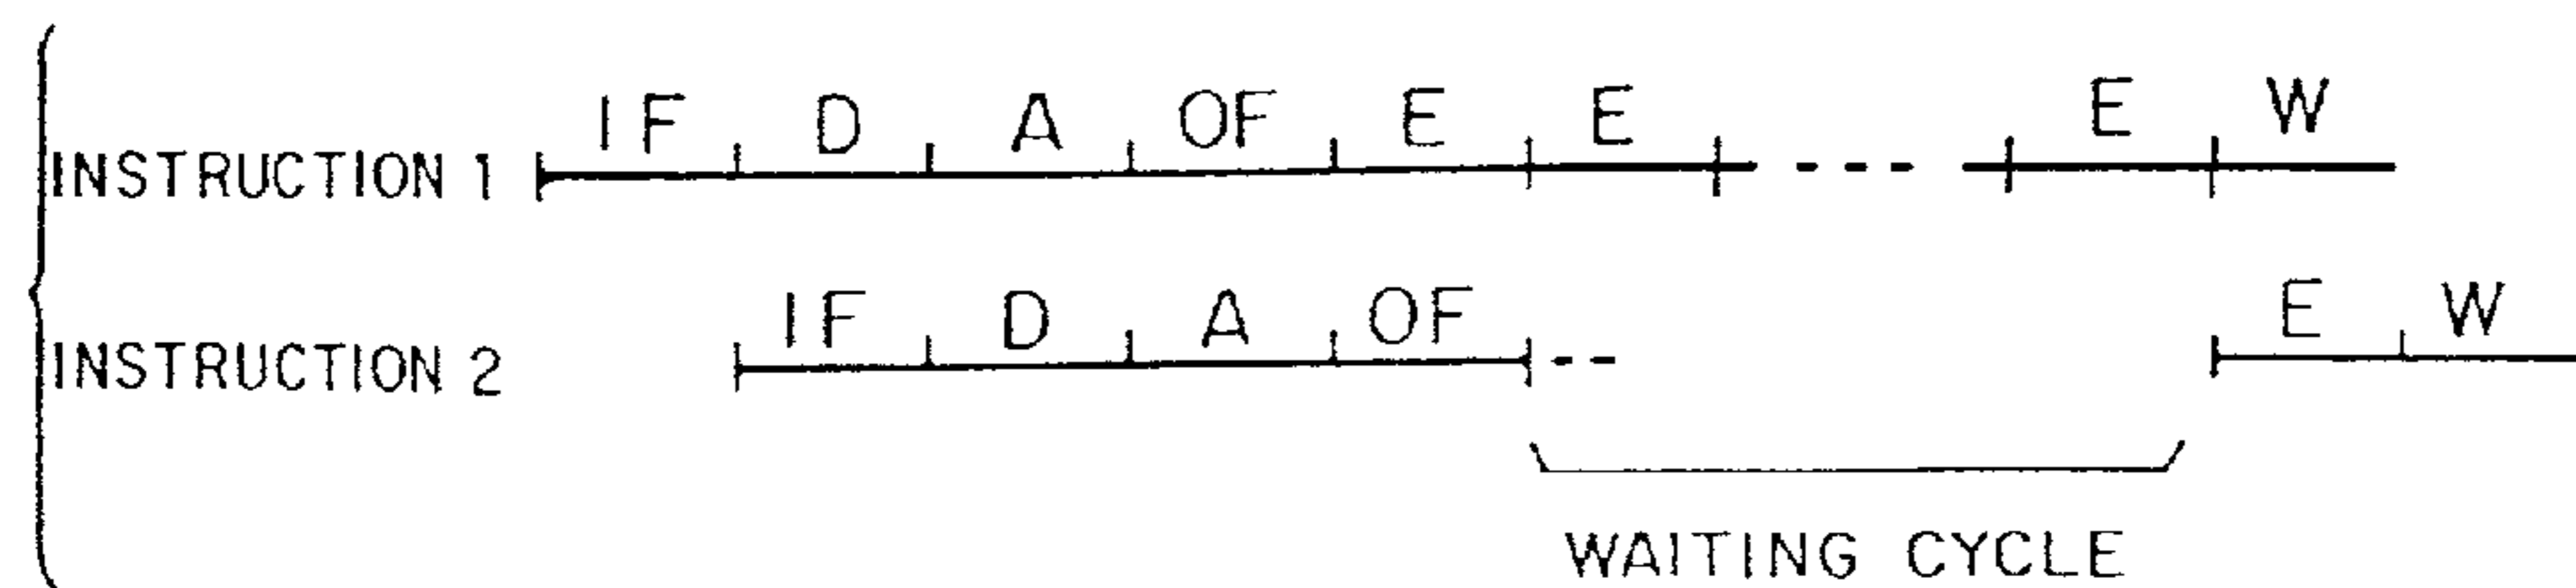 IF D A OF E E E W
INSTRUCTION 1
IF D A OF E W
INSTRUCTION 2
WAITING CYCLE